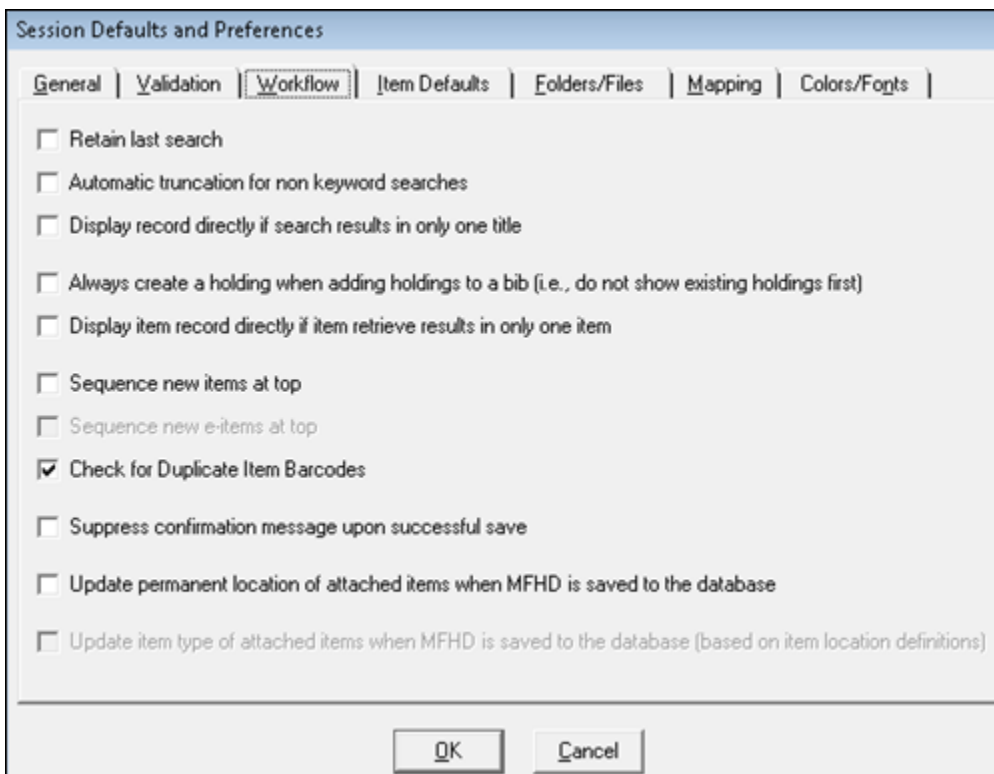 Session Defaults and Preferences
General Validation Workflow Item Defaults Folders/Files Mapping Colors/Fonts
Retain last search
Automatic truncation for non keyword searches
Display record directly if search results in only one title
Always create a holding when adding holdings to a bib (i.e., do not show existing holdings first)
Display item record directly if item retrieve results in only one item
Sequence new items at top
Sequence new e-items at top
Check for Duplicate Item Barcodes
Suppress confirmation message upon successful save
Update permanent location of attached items when MFHD is saved to the database
Update item type of attached items when MFHD is saved to the database (based on item location definitions)
OK Cancel